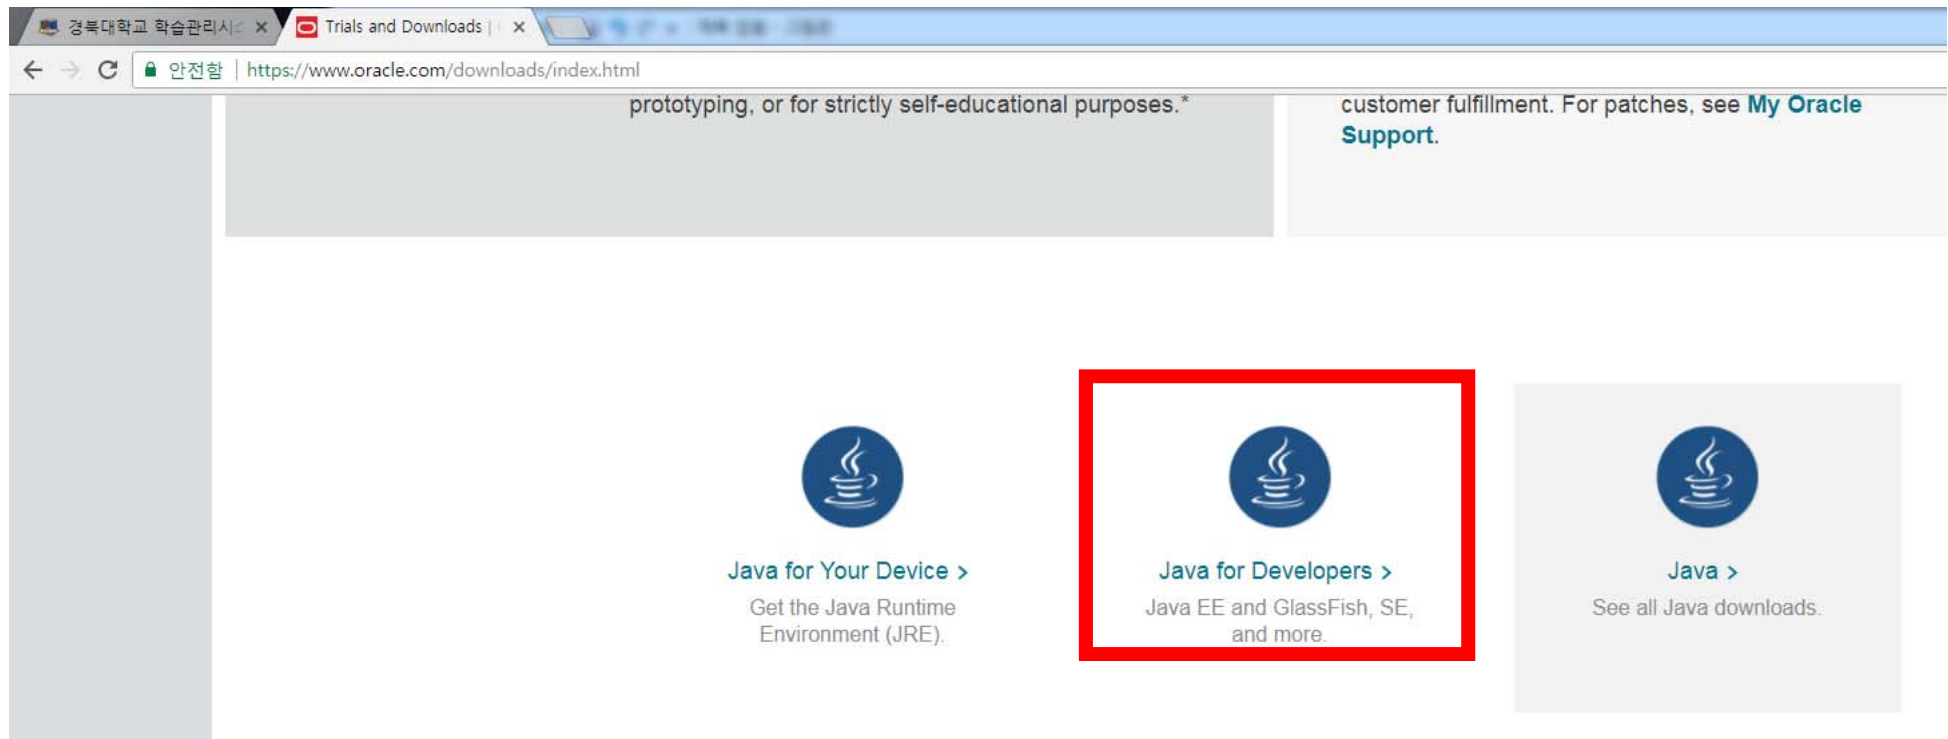 경북대학교 학습관리시
Trials and Downloads |
안전함 | https://www.oracle.com/downloads/index.html
prototyping, or for strictly self-educational purposes.*
customer fulfillment. For patches, see My Oracle
Support.
Java for Your Device >
Get the Java Runtime
Environment (JRE).
Java for Developers >
Java EE and GlassFish, SE,
and more.
Java >
See all Java downloads.